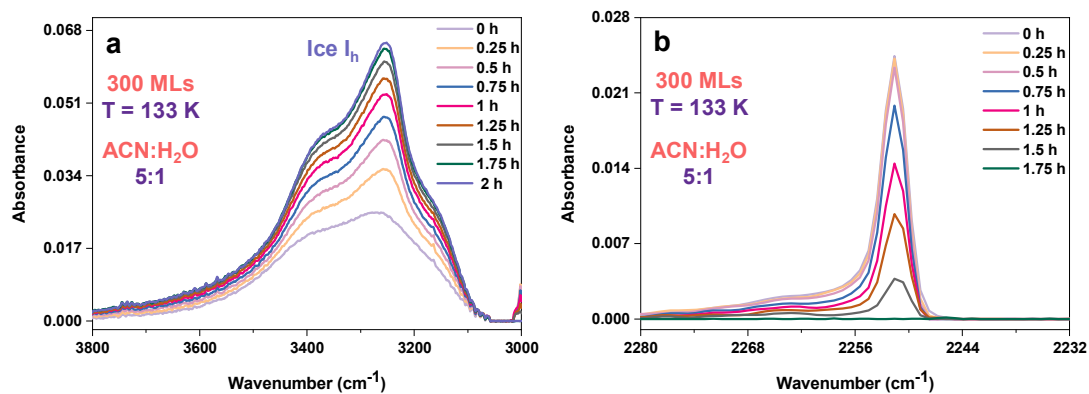 a
Ice Iₕ
300 MLs
T = 133 K
ACN:H₂O
5:1
0 h
0.25 h
0.5 h
0.75 h
1 h
1.25 h
1.5 h
1.75 h
2 h
0.068
0.051
0.034
0.017
0.000
Absorbance
3800
3600
3400
3200
3000
Wavenumber (cm⁻¹)
b
300 MLs
T = 133 K
ACN:H₂O
5:1
0 h
0.25 h
0.5 h
0.75 h
1 h
1.25 h
1.5 h
1.75 h
0.028
0.021
0.014
0.007
0.000
Absorbance
2280
2268
2256
2244
2232
Wavenumber (cm⁻¹)